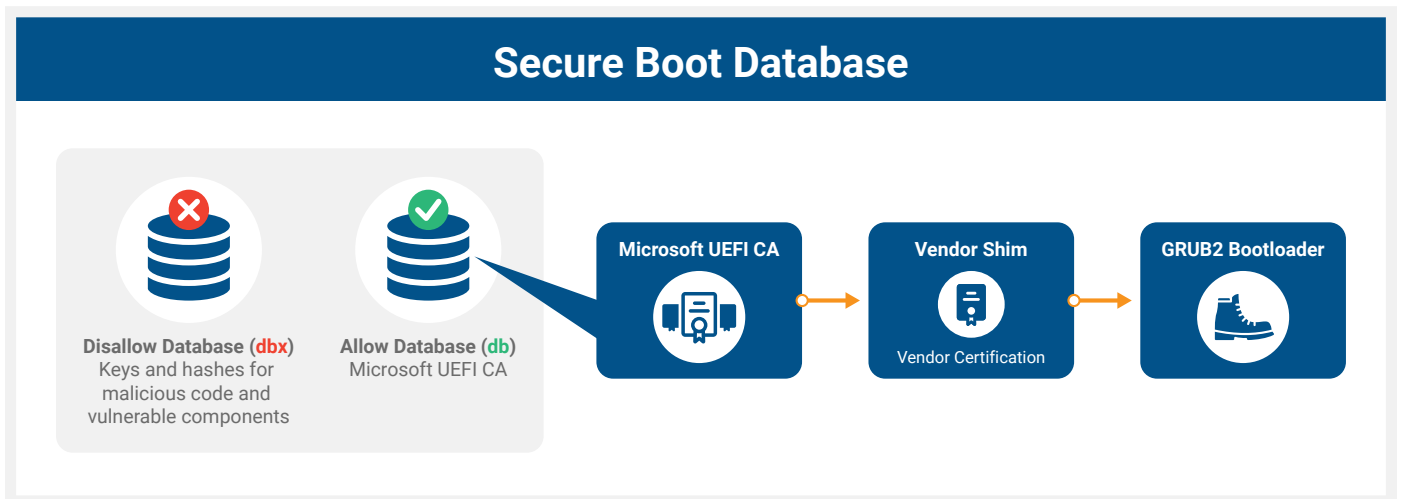 Secure Boot Database
Disallow Database (dbx)
Keys and hashes for
malicious code and
vulnerable components
Allow Database (db)
Microsoft UEFI CA
Microsoft UEFI CA
Vendor Shim
Vendor Certification
GRUB2 Bootloader